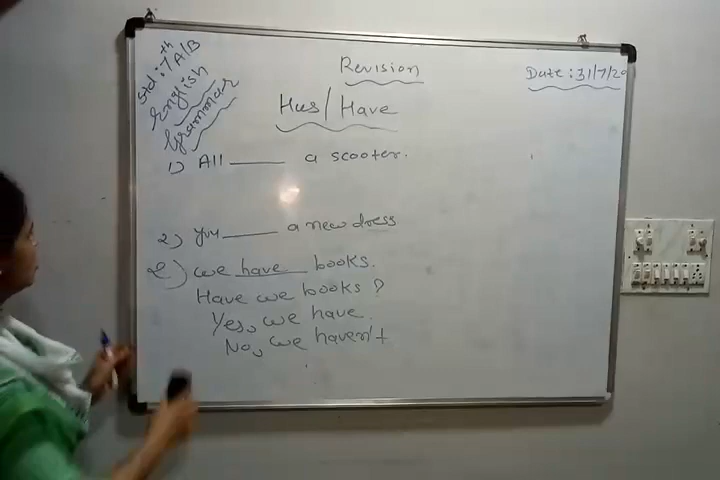 Std : 7th A/B
English
Grammar
Revision
Date : 31/7/20
Has/Have
1) All _____ a scooter.
2) you _____ a new dress
we have books.
Have we books?
Yes, we have.
No, we haven't